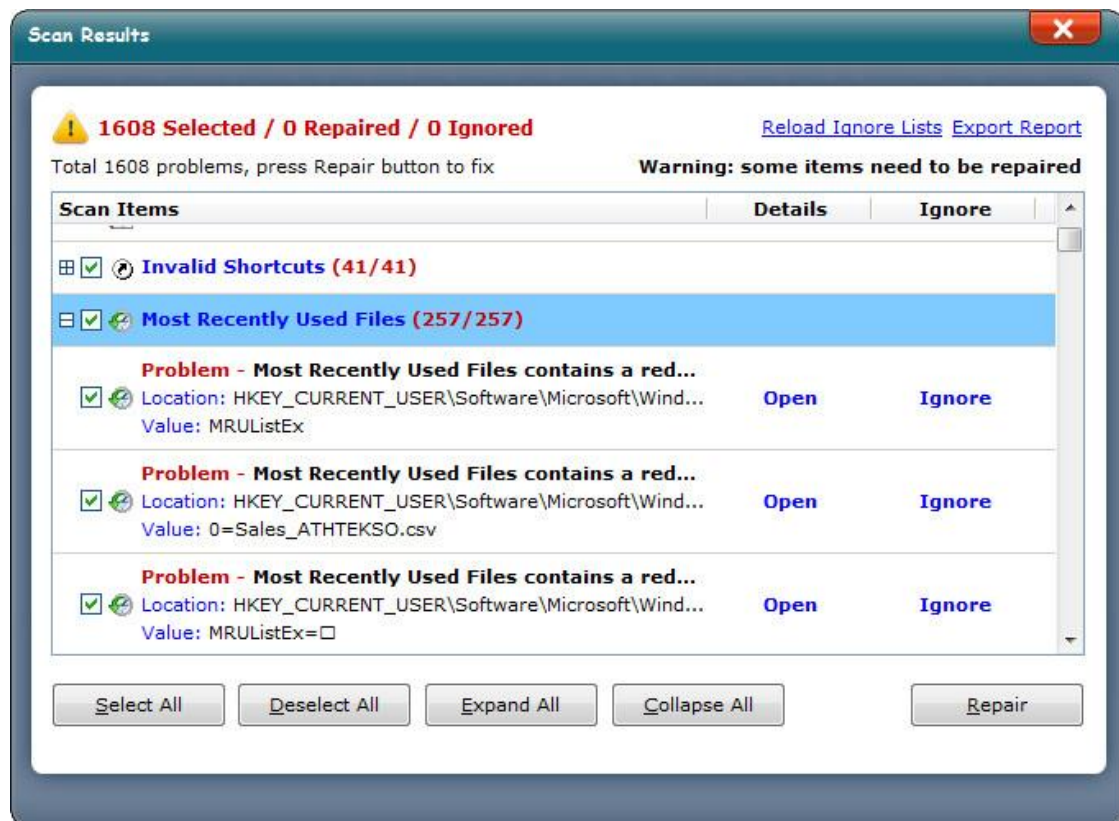 Scan Results
1608 Selected / 0 Repaired / 0 Ignored
Reload Ignore Lists Export Report
Total 1608 problems, press Repair button to fix
Warning: some items need to be repaired
Scan Items Details Ignore
Invalid Shortcuts (41/41)
Most Recently Used Files (257/257)
Problem - Most Recently Used Files contains a red...
Location: HKEY_CURRENT_USER\Software\Microsoft\Wind... Open Ignore
Value: MRUListEx
Problem - Most Recently Used Files contains a red...
Location: HKEY_CURRENT_USER\Software\Microsoft\Wind... Open Ignore
Value: 0=Sales_ATHTEKSO.csv
Problem - Most Recently Used Files contains a red...
Location: HKEY_CURRENT_USER\Software\Microsoft\Wind... Open Ignore
Value: MRUListEx=□
Select All Deselect All Expand All Collapse All Repair